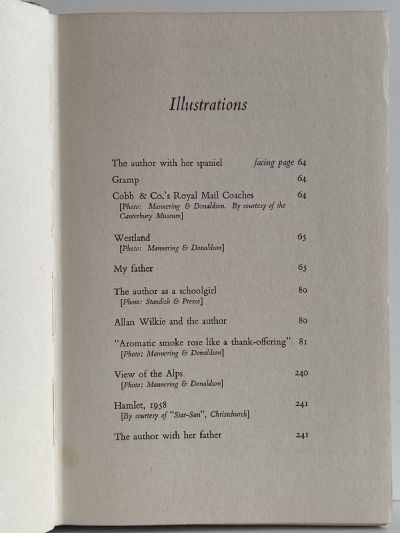 Illustrations
The author with her spaniel facing page 64
Gramp
Cobb & Co.'s Royal Mail Coaches 64
[Photo: Mannering & Donaldson. By courtesy of the
Canterbury Museum]
Westland 65
[Photo: Mannering & Donaldson]
My father 65
The author as a schoolgirl 80
[Photo: Standish & Preece]
Allan Wilkie and the author 80
"Aromatic smoke rose like a thank-offering" 81
[Photo: Mannering & Donaldson]
View of the Alps 240
[Photo: Mannering & Donaldson]
Hamlet, 1958 241
[By courtesy of "Star-Sun", Christchurch]
The author with her father 241